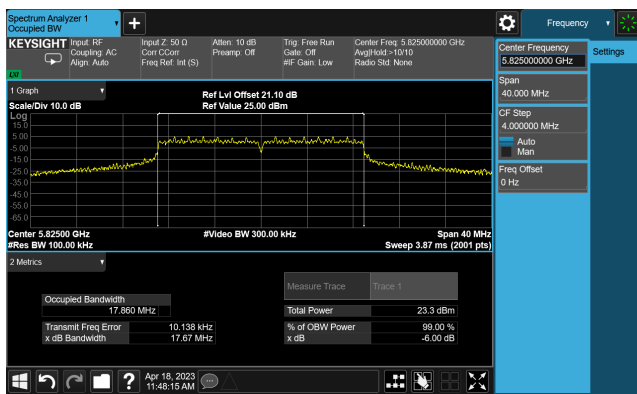 Spectrum Analyzer 1
Occupied BW
Frequency
KEYSIGHT
Input: RF
Coupling: AC
Align: Auto
Input Z: 50 Ω
Corr CCorr
Freq Ref: Int (S)
Atten: 10 dB
Preamp: Off
Trig: Free Run
Gate: Off
#IF Gain: Low
Center Freq: 5.825000000 GHz
Avg|Hold:>10/10
Radio Std: None
LXI
Center Frequency
5.825000000 GHz
Settings
Span
40.000 MHz
CF Step
4.000000 MHz
Auto
Man
Freq Offset
0 Hz
1 Graph
Scale/Div 10.0 dB
Ref Lvl Offset 21.10 dB
Ref Value 25.00 dBm
Log
15.0
5.00
-5.00
-15.0
-25.0
-35.0
-45.0
-55.0
-65.0
Center 5.82500 GHz
#Video BW 300.00 kHz
Span 40 MHz
#Res BW 100.00 kHz
Sweep 3.87 ms (2001 pts)
2 Metrics
Measure Trace
Trace 1
Occupied Bandwidth
17.860 MHz
Total Power
23.3 dBm
Transmit Freq Error
10.138 kHz
% of OBW Power
99.00 %
x dB Bandwidth
17.67 MHz
x dB
-6.00 dB
?
Apr 18, 2023
11:48:15 AM